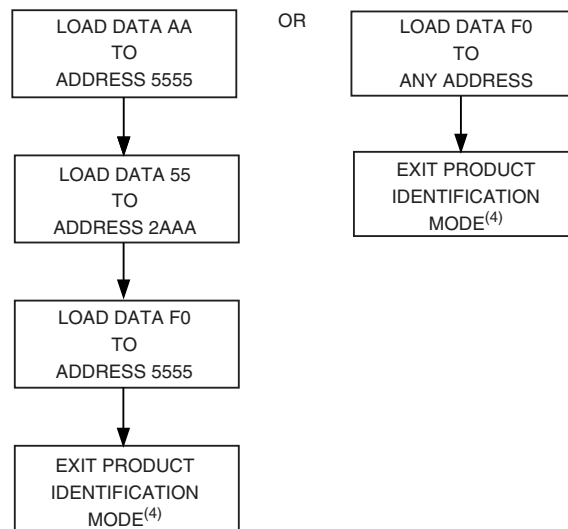 LOAD DATA AA
TO
ADDRESS 5555
LOAD DATA 55
TO
ADDRESS 2AAA
LOAD DATA F0
TO
ADDRESS 5555
EXIT PRODUCT
IDENTIFICATION
MODE(4)
OR
LOAD DATA F0
TO
ANY ADDRESS
EXIT PRODUCT
IDENTIFICATION
MODE(4)